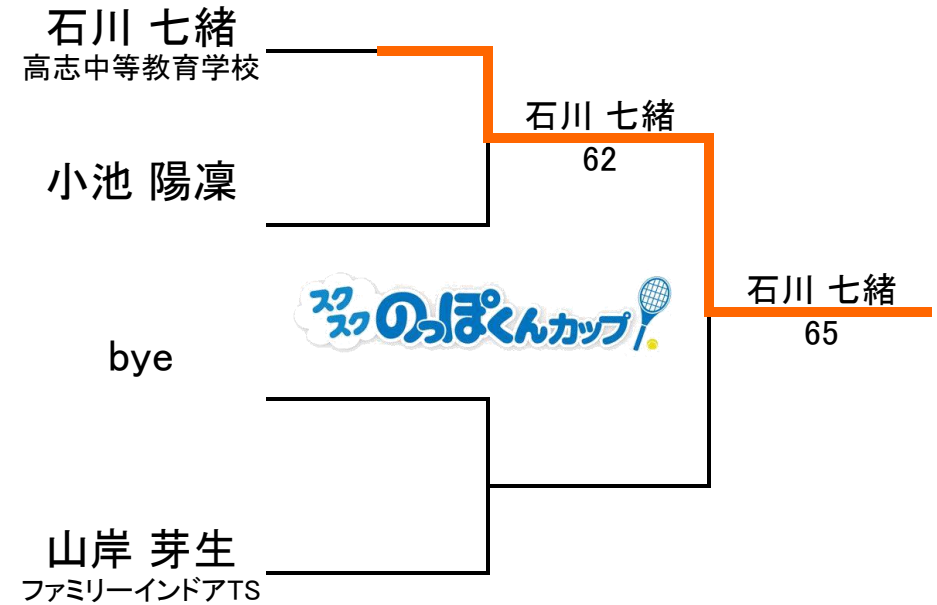 石川 七緒
高志中等教育学校
石川 七緒
62
小池 陽凜
スクスクのっぽくんカップ
石川 七緒
65
bye
山岸 芽生
ファミリーインドアTS